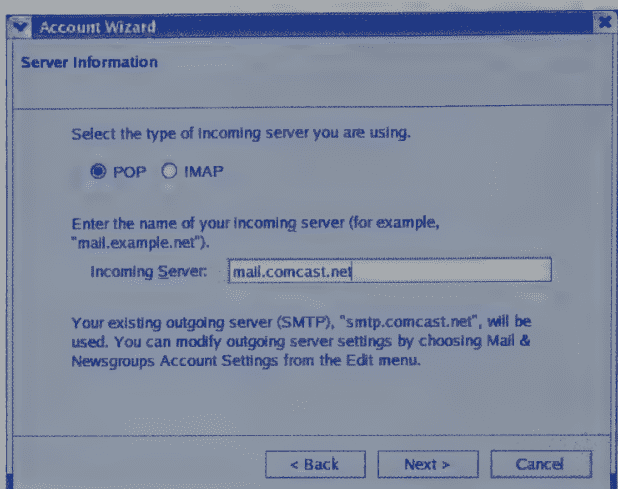 Account Wizard
Server Information
Select the type of incoming server you are using.
POP IMAP
Enter the name of your incoming server (for example,
"mail.example.net").
Incoming Server: mail.comcast.net
Your existing outgoing server (SMTP), "smtp.comcast.net", will be
used. You can modify outgoing server settings by choosing Mail &
Newsgroups Account Settings from the Edit menu.
< Back Next > Cancel